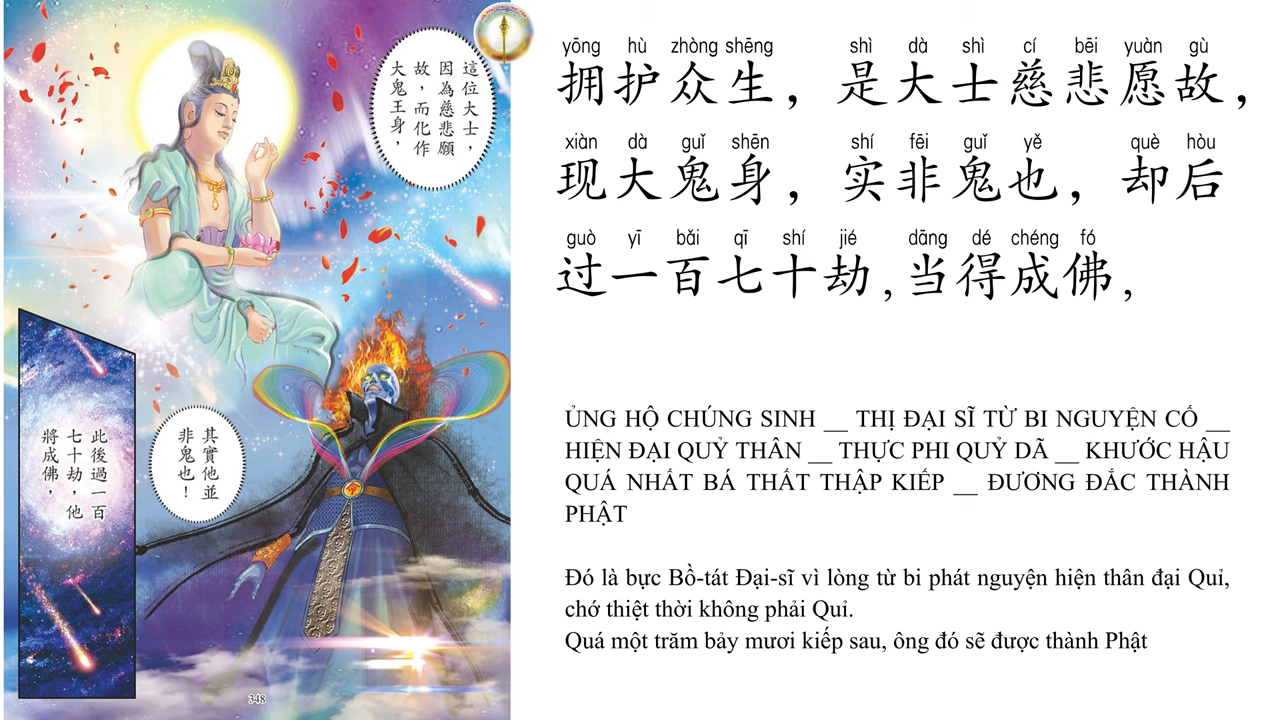 這位大士，
因為慈悲願
故，而化作
大鬼王身，
其實他並
非鬼也！
此後過一百
七十劫，他
將成佛，
348
yōng hù zhòng shēng shì dà shì cí bēi yuàn gù
拥护众生，是大士慈悲愿故，
xiàn dà guǐ shēn shí fēi guǐ yě què hòu
现大鬼身，实非鬼也，却后
guò yī bǎi qī shí jié dāng dé chéng fó
过一百七十劫,当得成佛,
ỦNG HỘ CHÚNG SINH __ THỊ ĐẠI SĨ TỪ BI NGUYỆN CỐ __
HIỆN ĐẠI QUỶ THÂN __ THỰC PHI QUỶ DÃ __ KHƯỚC HẬU
QUÁ NHẤT BÁ THẤT THẬP KIẾP __ ĐƯƠNG ĐẮC THÀNH
PHẬT
Đó là bực Bồ-tát Đại-sĩ vì lòng từ bi phát nguyện hiện thân đại Quỉ,
chớ thiệt thời không phải Quỉ.
Quá một trăm bảy mươi kiếp sau, ông đó sẽ được thành Phật